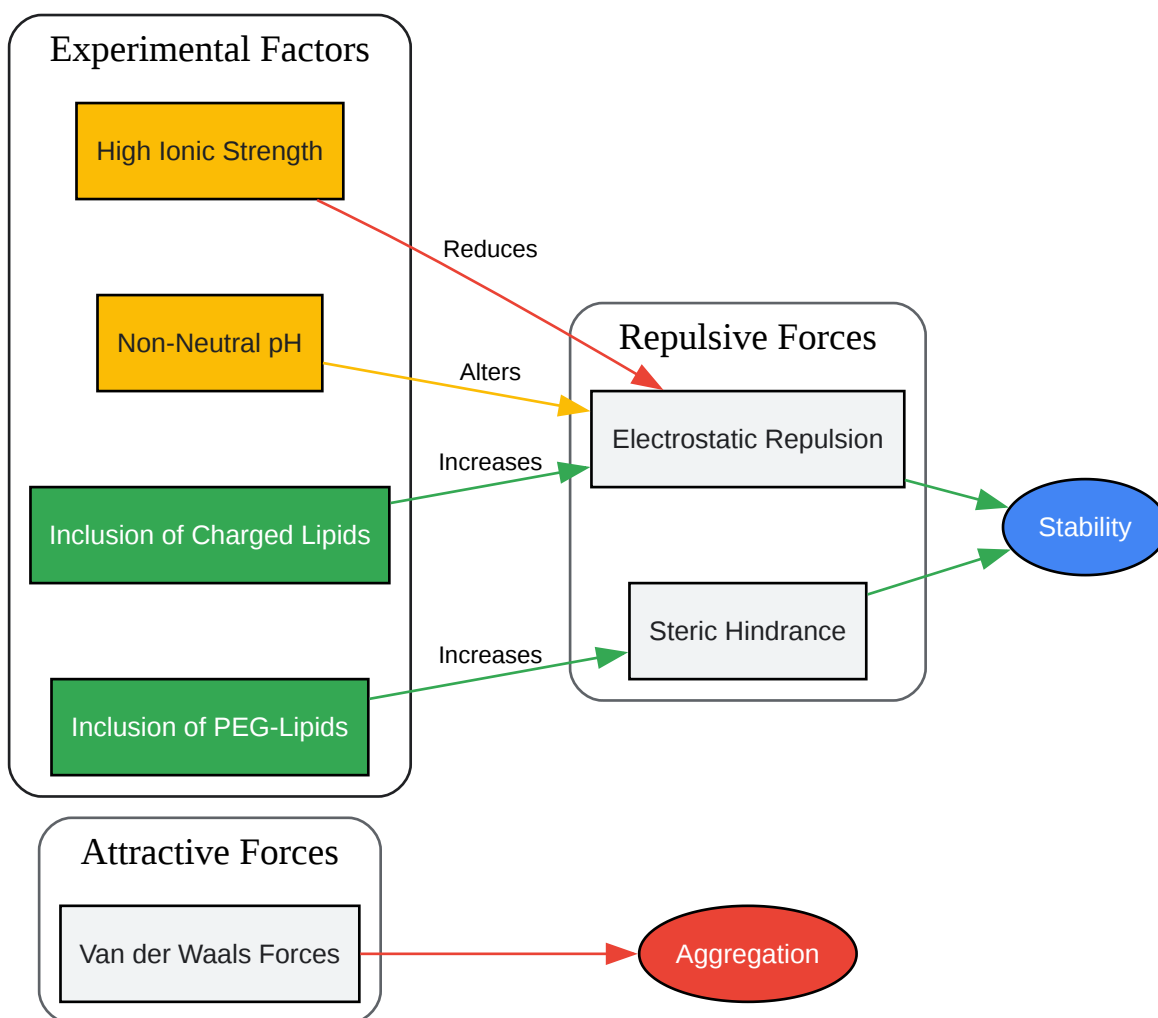 Experimental Factors
High Ionic Strength
Reduces
Non-Neutral pH
Alters
Repulsive Forces
Electrostatic Repulsion
Increases
Inclusion of Charged Lipids
Stability
Steric Hindrance
Increases
Inclusion of PEG-Lipids
Attractive Forces
Van der Waals Forces
Aggregation